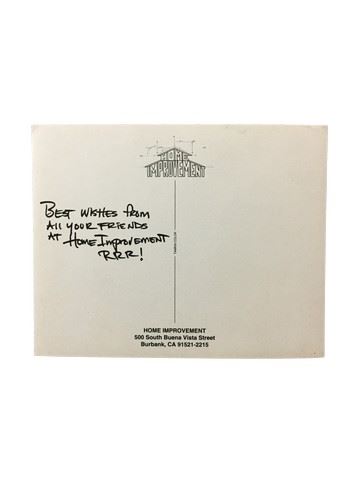 HOME
IMPROVEMENT
BEST WISHES FROM
ALL YOUR FRIENDS
AT HOME IMPROVEMENT
RRR!
HOME IMPROVEMENT
500 South Buena Vista Street
Burbank, CA 91521-2215